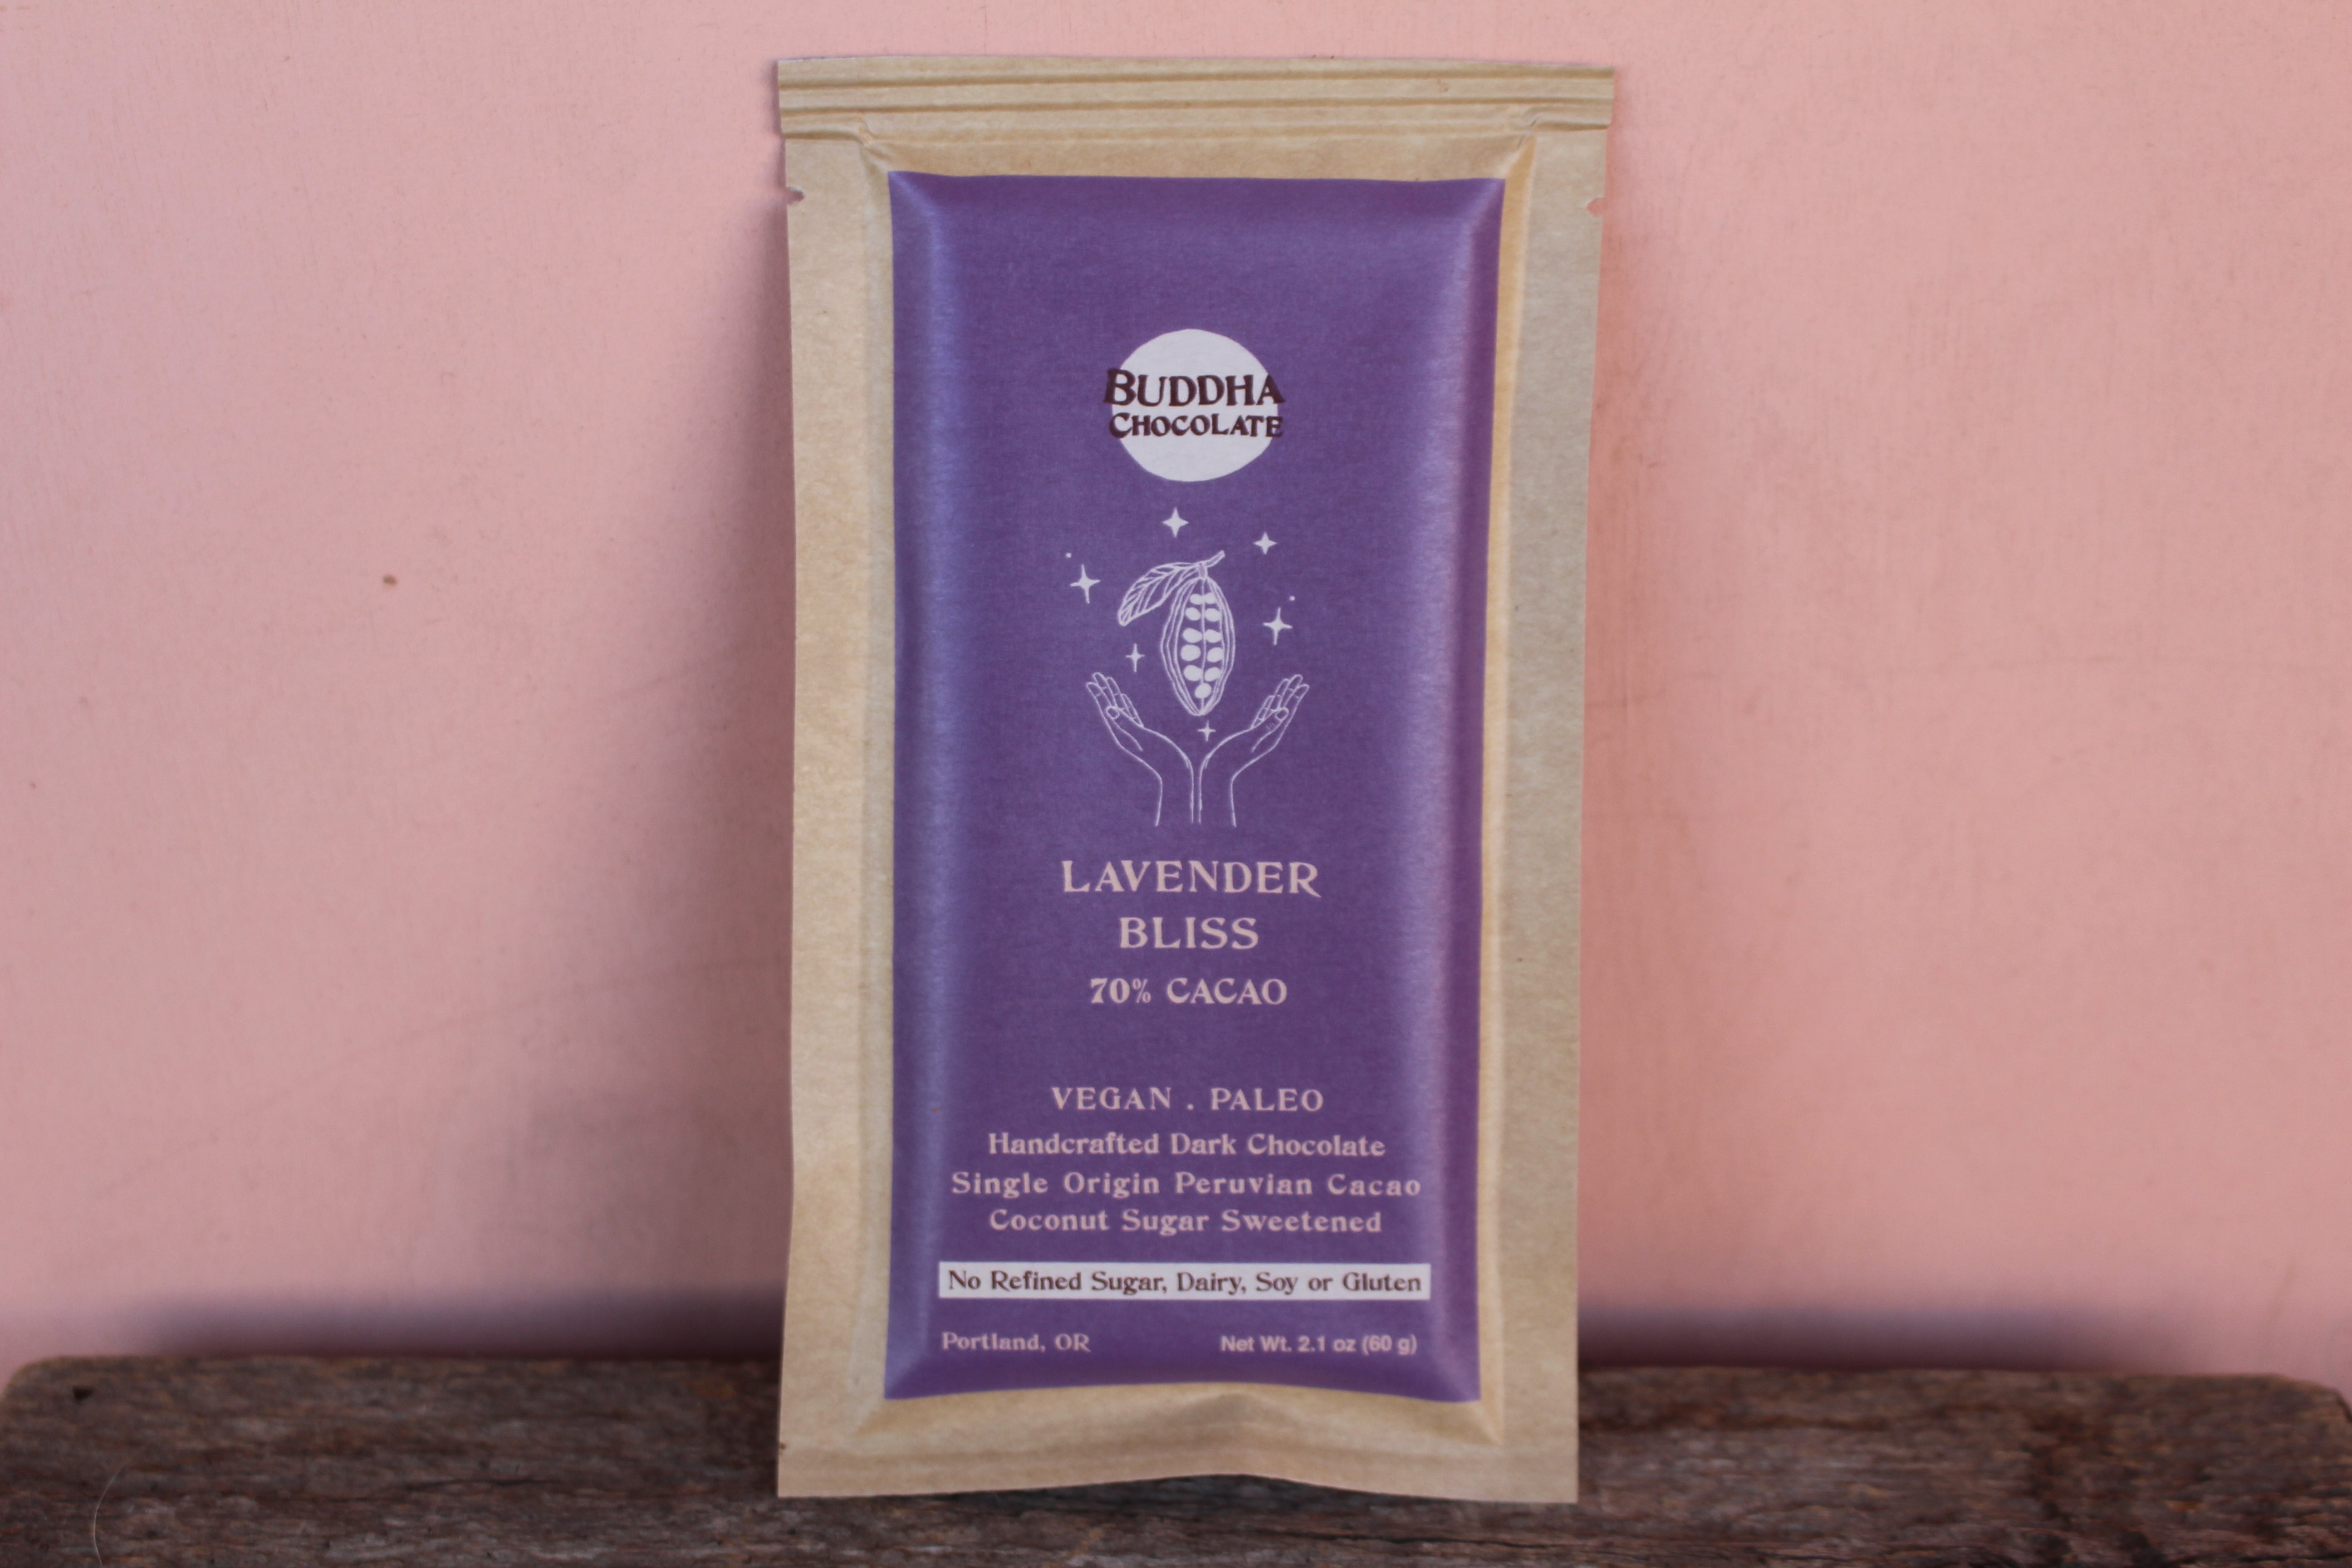 BUDDHA
CHOCOLATE
LAVENDER
BLISS
70% CACAO
VEGAN . PALEO
Handcrafted Dark Chocolate
Single Origin Peruvian Cacao
Coconut Sugar Sweetened
No Refined Sugar, Dairy, Soy or Gluten
Portland, OR Net Wt. 2.1 oz (60 g)